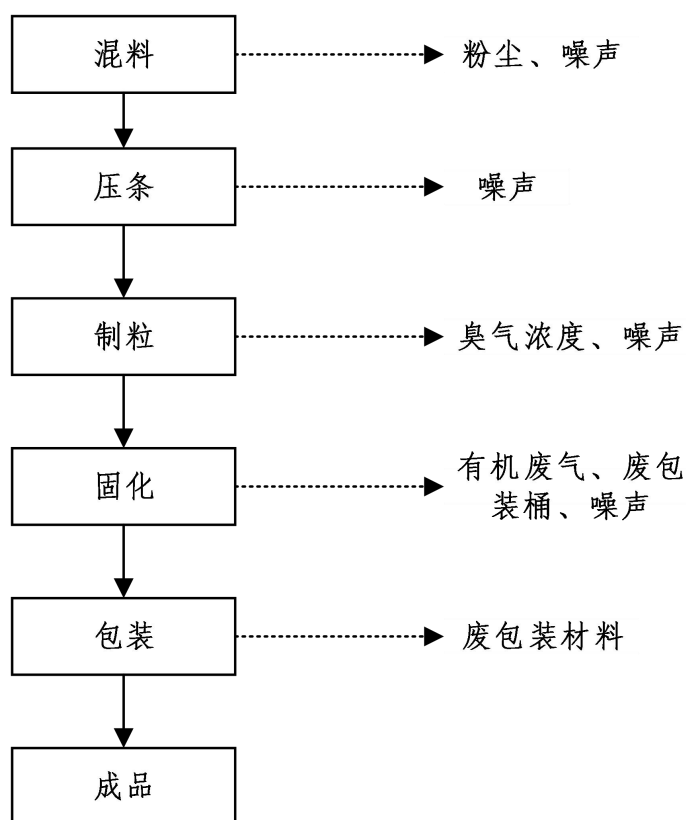 混料
粉尘、噪声
压条
噪声
制粒
臭气浓度、噪声
固化
有机废气、废包
装桶、噪声
包装
废包装材料
成品